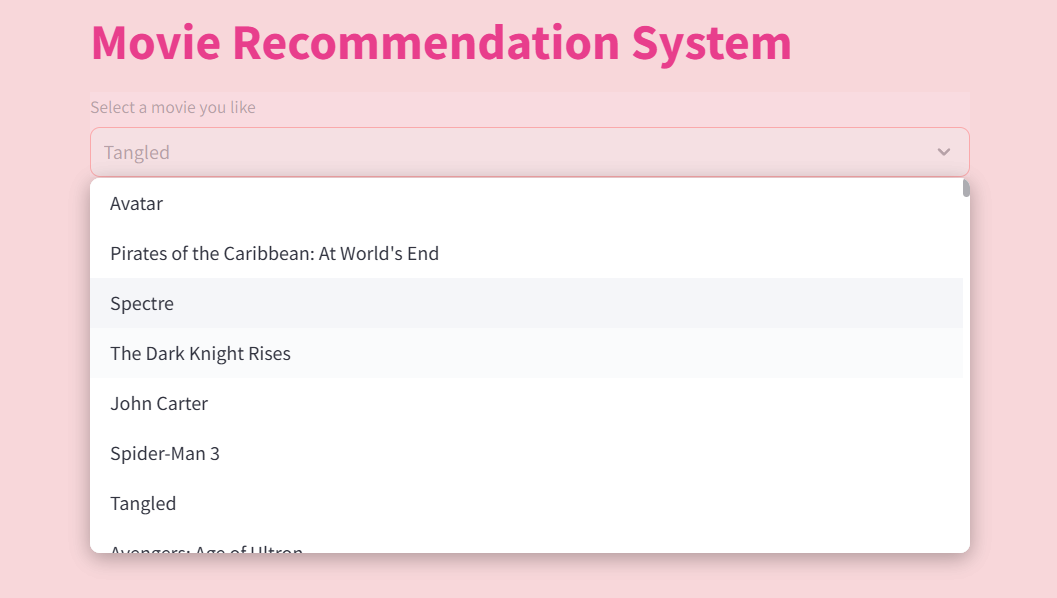 Movie Recommendation System
Select a movie you like
Tangled
Avatar
Pirates of the Caribbean: At World's End
Spectre
The Dark Knight Rises
John Carter
Spider-Man 3
Tangled
Avengers: Age of Ultron